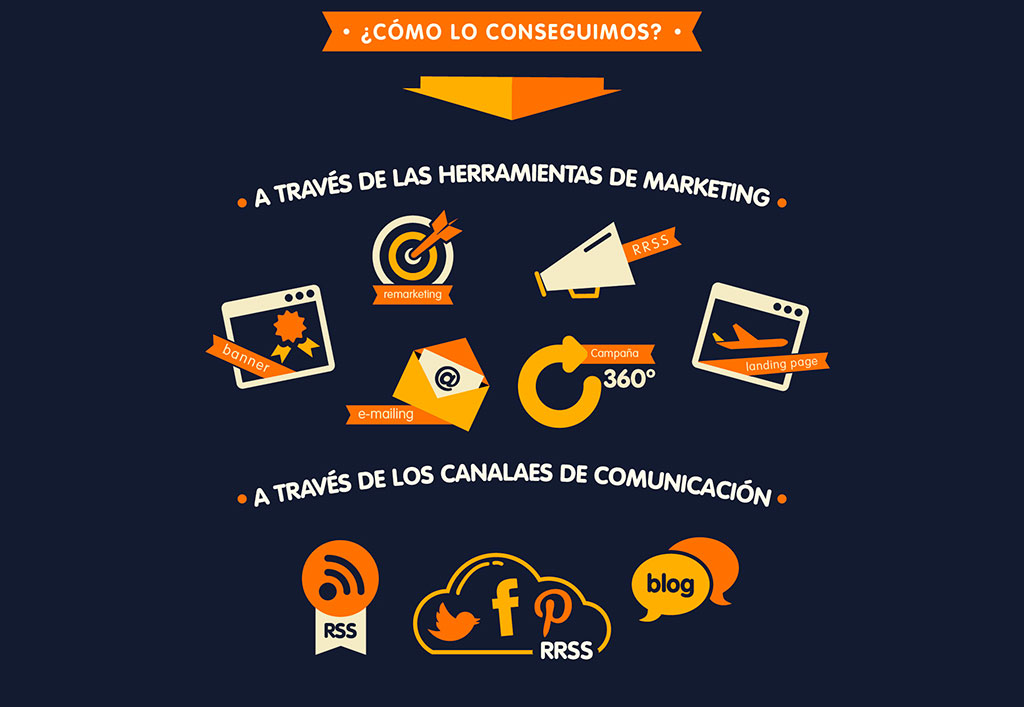 • ¿CÓMO LO CONSEGUIMOS? •
• A TRAVÉS DE LAS HERRAMIENTAS DE MARKETING •
remarketing
RRSS
banner
landing page
@
e-mailing
Campaña
360º
• A TRAVÉS DE LOS CANALAES DE COMUNICACIÓN •
RSS
f
RRSS
blog